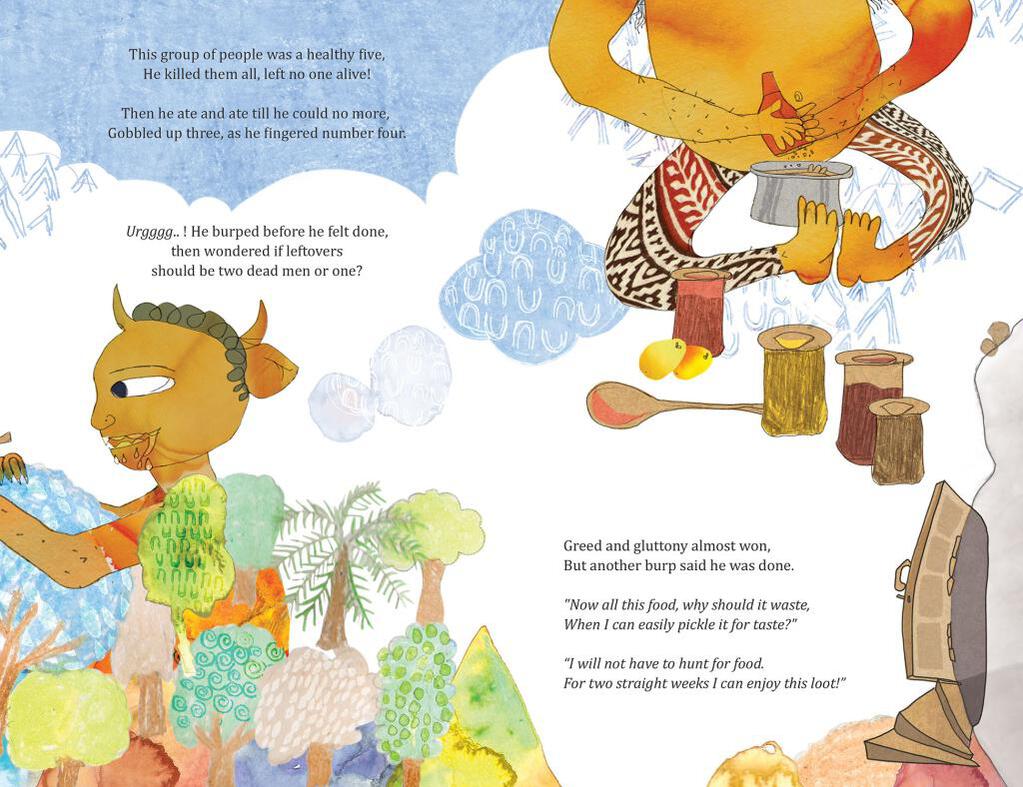 This group of people was a healthy five,
He killed them all, left no one alive!
Then he ate and ate till he could no more,
Gobbled up three, as he fingered number four.
Urgggg.. ! He burped before he felt done,
then wondered if leftovers
should be two dead men or one?
Greed and gluttony almost won,
But another burp said he was done.
"Now all this food, why should it waste,
When I can easily pickle it for taste?"
“I will not have to hunt for food.
For two straight weeks I can enjoy this loot!”